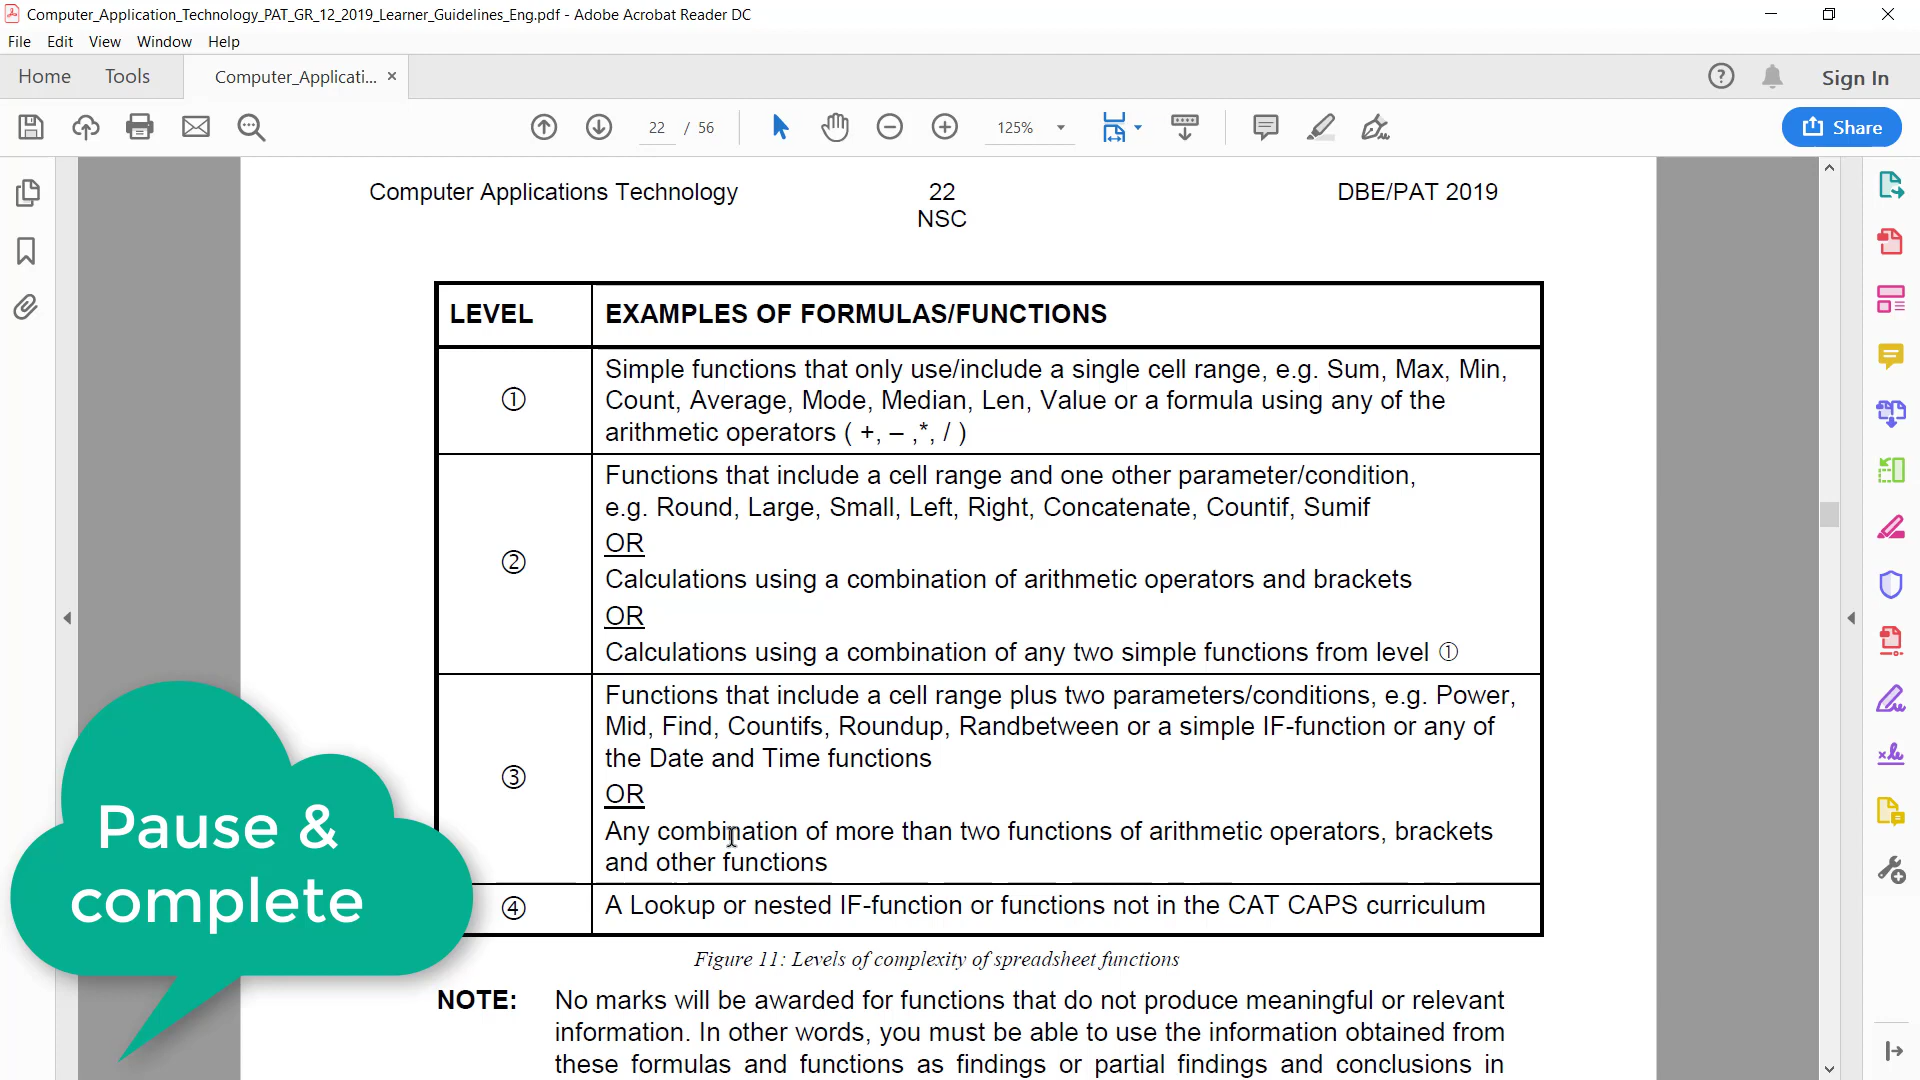 Computer_Application_Technology_PAT_GR_12_2019_Learner_Guidelines_Eng.pdf - Adobe Acrobat Reader DC
File Edit View Window Help
Home Tools Computer_Applicati... × Sign In
22 / 56 125% Share
Computer Applications Technology 22 DBE/PAT 2019
NSC
LEVEL EXAMPLES OF FORMULAS/FUNCTIONS
① Simple functions that only use/include a single cell range, e.g. Sum, Max, Min,
Count, Average, Mode, Median, Len, Value or a formula using any of the
arithmetic operators ( +, – ,*, / )
② Functions that include a cell range and one other parameter/condition,
e.g. Round, Large, Small, Left, Right, Concatenate, Countif, Sumif
OR
Calculations using a combination of arithmetic operators and brackets
OR
Calculations using a combination of any two simple functions from level ①
③ Functions that include a cell range plus two parameters/conditions, e.g. Power,
Mid, Find, Countifs, Roundup, Randbetween or a simple IF-function or any of
the Date and Time functions
OR
Any combination of more than two functions of arithmetic operators, brackets
and other functions
④ A Lookup or nested IF-function or functions not in the CAT CAPS curriculum
Figure 11: Levels of complexity of spreadsheet functions
NOTE: No marks will be awarded for functions that do not produce meaningful or relevant
information. In other words, you must be able to use the information obtained from
these formulas and functions as findings or partial findings and conclusions in
Pause &
complete